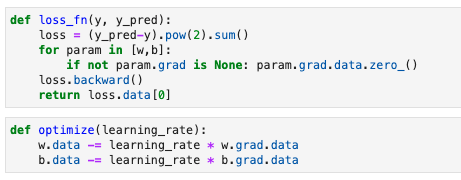 def loss_fn(y, y_pred):
    loss = (y_pred-y).pow(2).sum()
    for param in [w,b]:
        if not param.grad is None: param.grad.data.zero_()
    loss.backward()
    return loss.data[0]
def optimize(learning_rate):
    w.data -= learning_rate * w.grad.data
    b.data -= learning_rate * b.grad.data